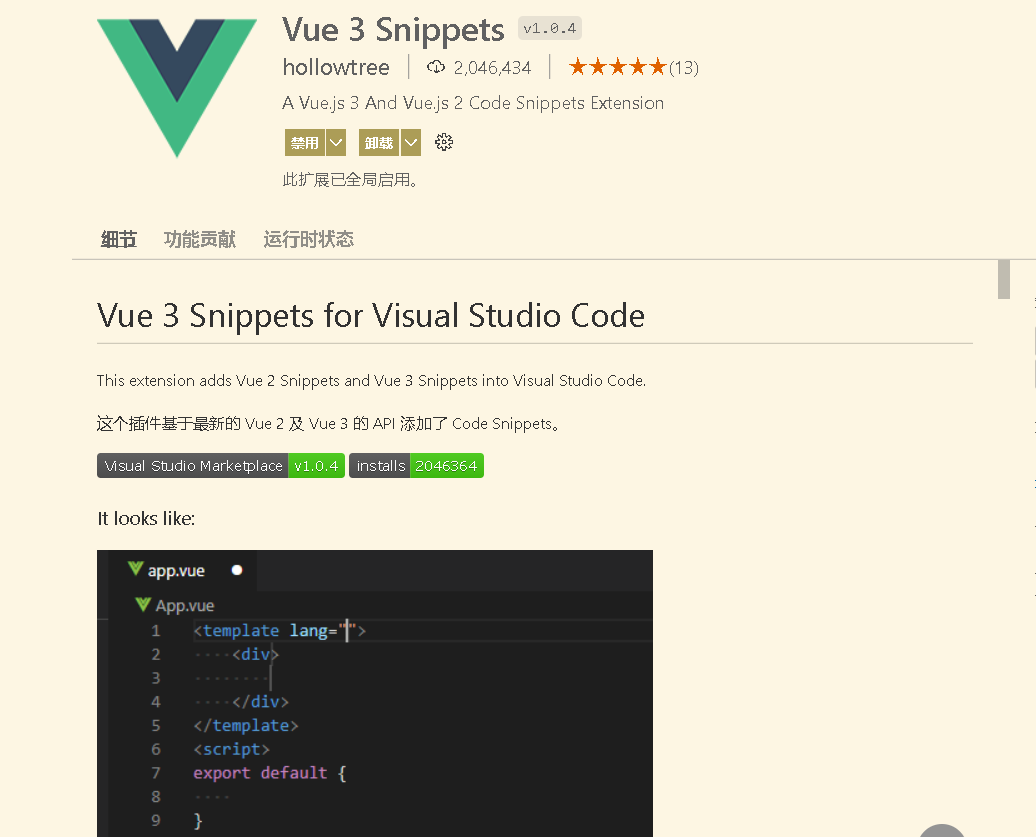 Vue 3 Snippets v1.0.4
hollowtree 2,046,434 ★★★★★(13)
A Vue.js 3 And Vue.js 2 Code Snippets Extension
禁用 卸载
此扩展已全局启用。
细节 功能贡献 运行时状态
Vue 3 Snippets for Visual Studio Code
This extension adds Vue 2 Snippets and Vue 3 Snippets into Visual Studio Code.
这个插件基于最新的 Vue 2 及 Vue 3 的 API 添加了 Code Snippets。
Visual Studio Marketplace v1.0.4 installs 2046364
It looks like:
app.vue
App.vue
1 <template lang="">
2 ····<div>
3 ········
4 ····</div>
5 </template>
6 <script>
7 export default {
8 ····
9 }